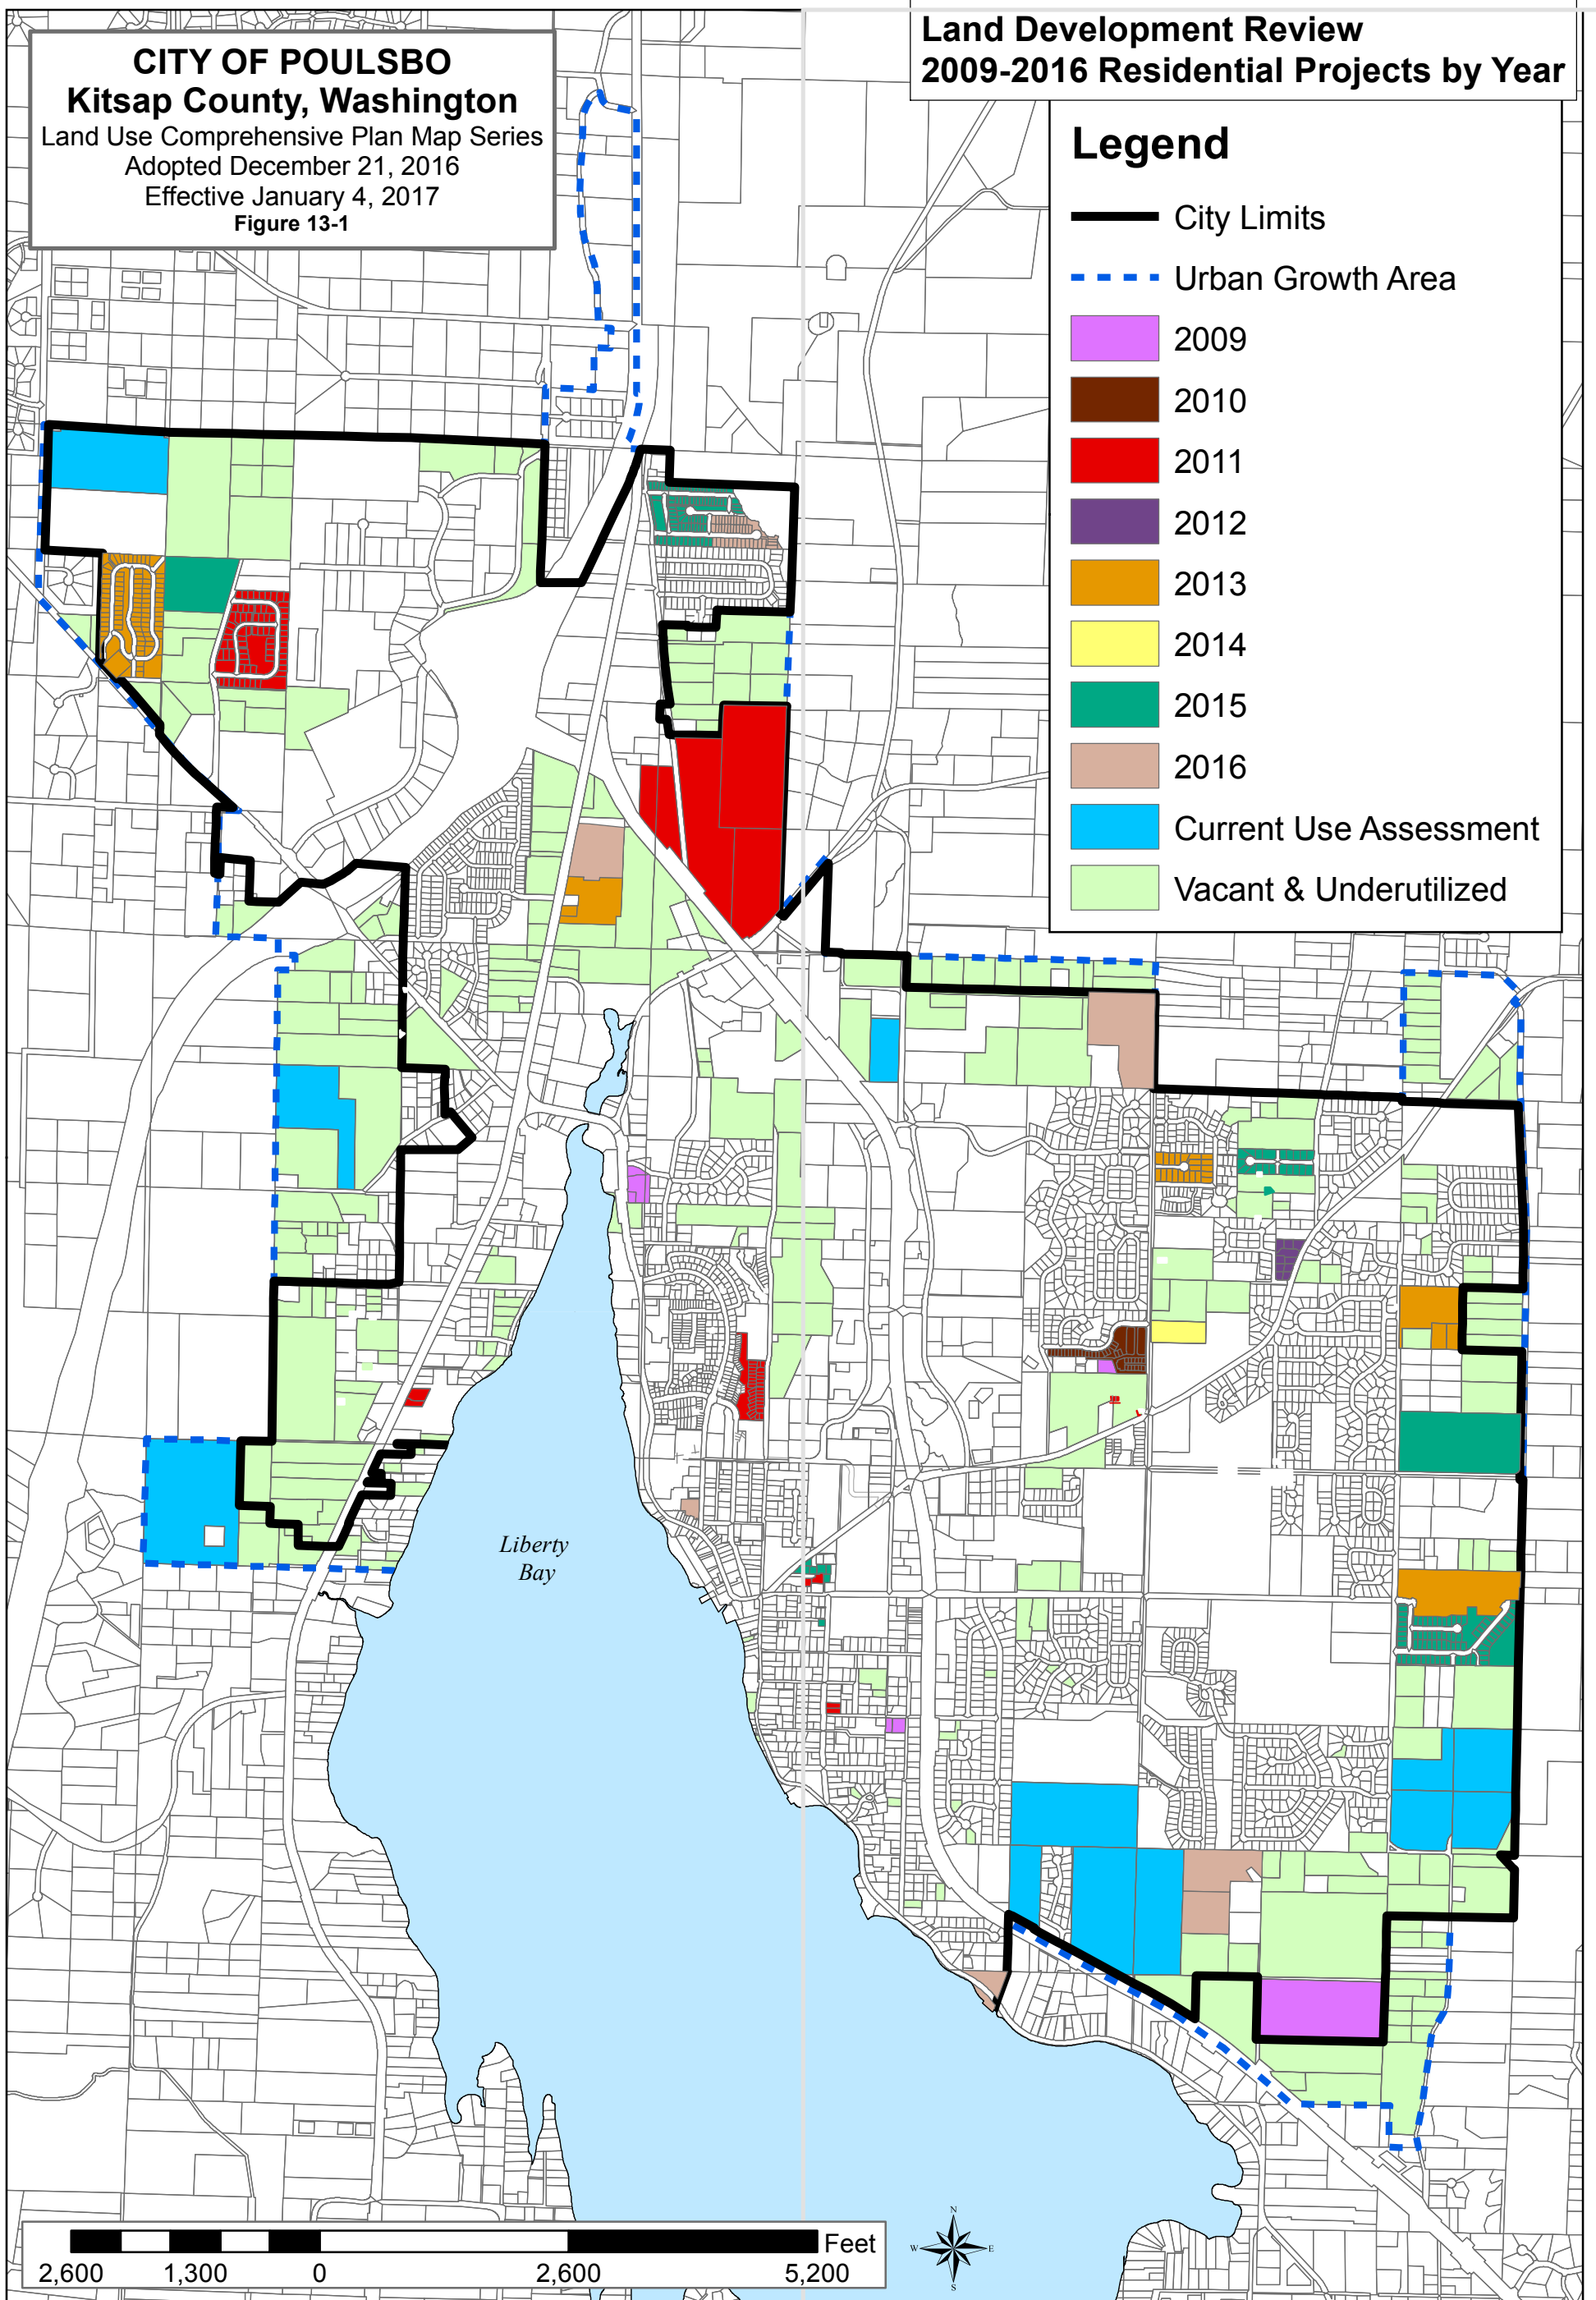 CITY OF POULSBO
Kitsap County, Washington
Land Use Comprehensive Plan Map Series
Adopted December 21, 2016
Effective January 4, 2017
Figure 13-1
Land Development Review
2009-2016 Residential Projects by Year
Legend
City Limits
Urban Growth Area
2009
2010
2011
2012
2013
2014
2015
2016
Current Use Assessment
Vacant & Underutilized
Liberty
Bay
Feet
2,600 1,300 0 2,600 5,200
N
W E
S